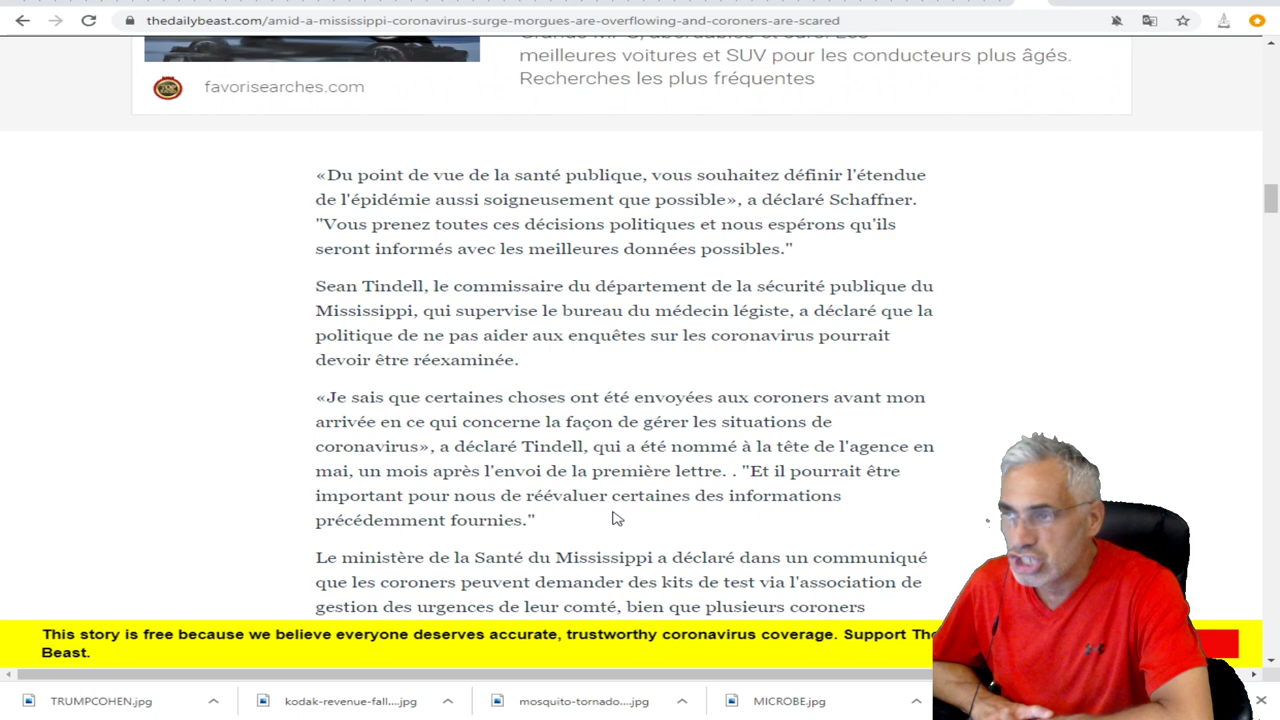 thedailybeast.com/amid-a-mississippi-coronavirus-surge-morgues-are-overflowing-and-coroners-are-scared
meilleures voitures et SUV pour les conducteurs plus âgés.
Recherches les plus fréquentes
favorisearches.com
«Du point de vue de la santé publique, vous souhaitez définir l'étendue
de l'épidémie aussi soigneusement que possible», a déclaré Schaffner.
"Vous prenez toutes ces décisions politiques et nous espérons qu'ils
seront informés avec les meilleures données possibles."
Sean Tindell, le commissaire du département de la sécurité publique du
Mississippi, qui supervise le bureau du médecin légiste, a déclaré que la
politique de ne pas aider aux enquêtes sur les coronavirus pourrait
devoir être réexaminée.
«Je sais que certaines choses ont été envoyées aux coroners avant mon
arrivée en ce qui concerne la façon de gérer les situations de
coronavirus», a déclaré Tindell, qui a été nommé à la tête de l'agence en
mai, un mois après l'envoi de la première lettre. . "Et il pourrait être
important pour nous de réévaluer certaines des informations
précédemment fournies."
Le ministère de la Santé du Mississippi a déclaré dans un communiqué
que les coroners peuvent demander des kits de test via l'association de
gestion des urgences de leur comté, bien que plusieurs coroners
This story is free because we believe everyone deserves accurate, trustworthy coronavirus coverage. Support The
Beast.
TRUMPCOHEN.jpg
kodak-revenue-fall....jpg
mosquito-tornado...jpg
MICROBE.jpg